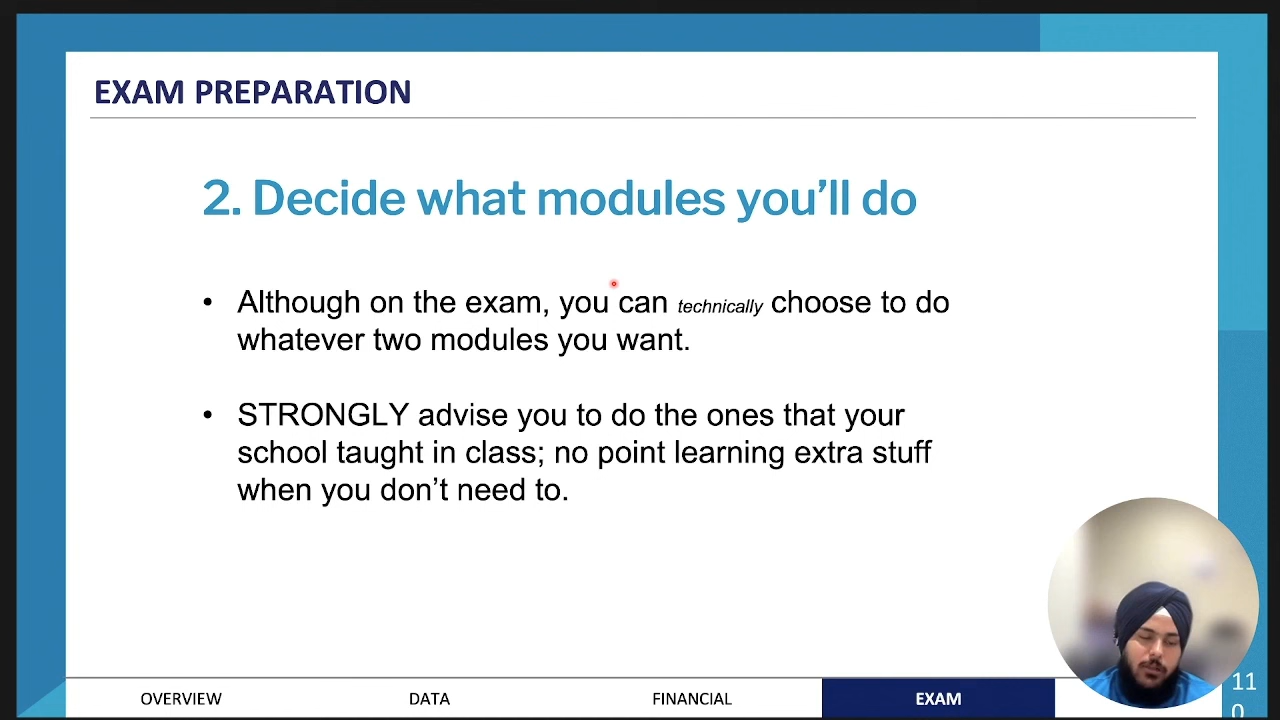 EXAM PREPARATION
2. Decide what modules you’ll do
• Although on the exam, you can technically choose to do
whatever two modules you want.
• STRONGLY advise you to do the ones that your
school taught in class; no point learning extra stuff
when you don’t need to.
OVERVIEW DATA FINANCIAL EXAM
11
0